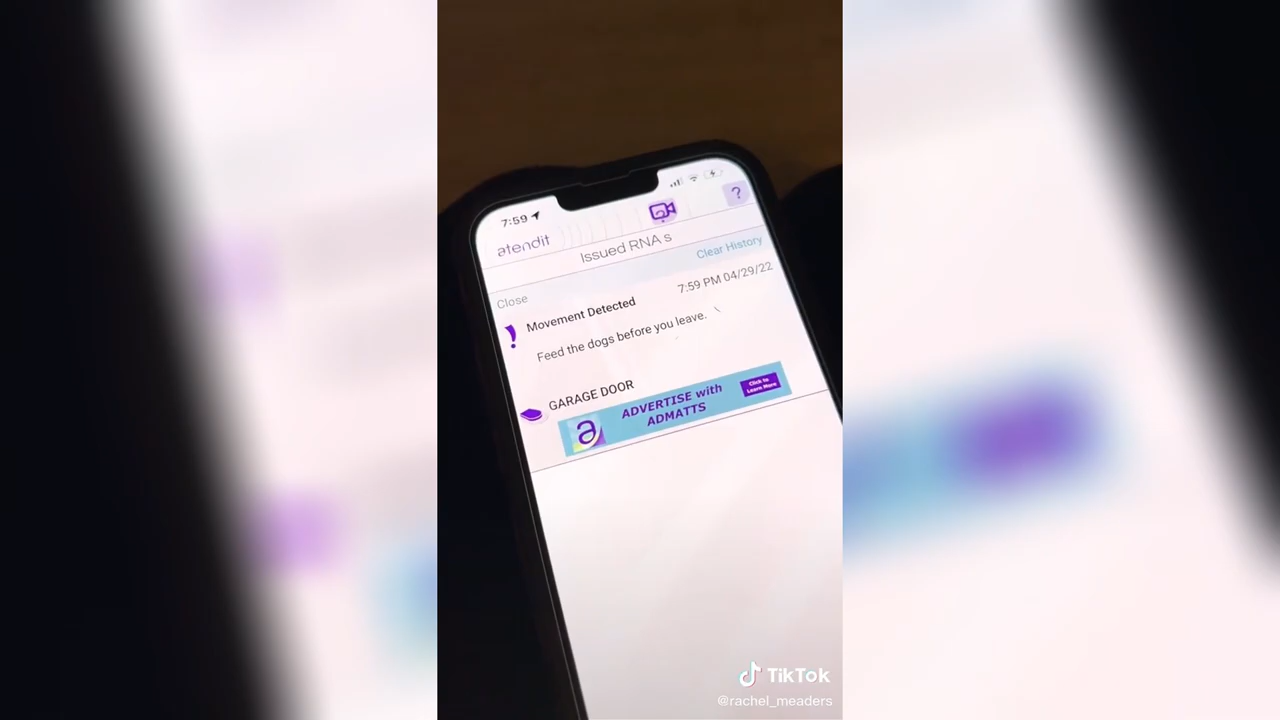 7:59
?
atendit
Issued RNA s
Clear History
Close
Movement Detected
7:59 PM 04/29/22
Feed the dogs before you leave.
GARAGE DOOR
a
ADVERTISE with
ADMATTS
Click to
Learn More
TikTok
@rachel_meaders